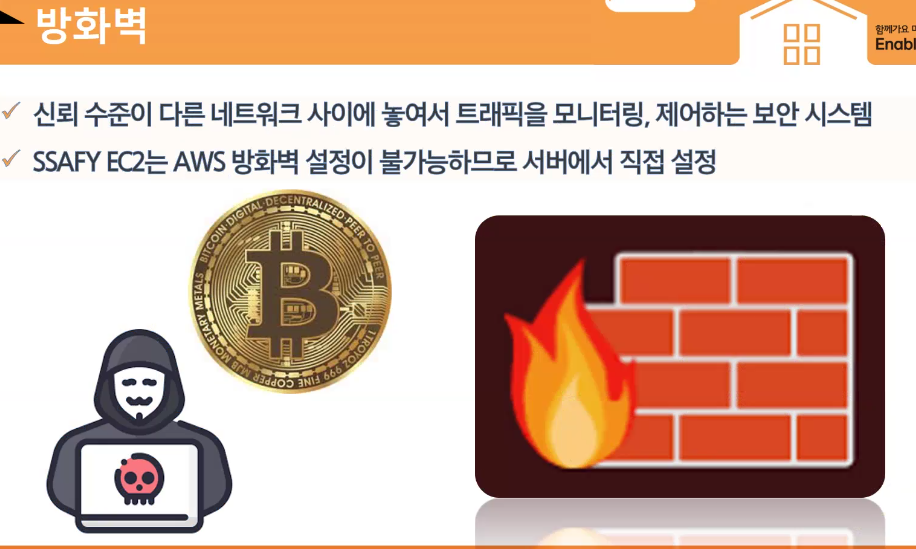 방화벽
함께가요 미
Enabl
신뢰 수준이 다른 네트워크 사이에 놓여서 트래픽을 모니터링, 제어하는 보안 시스템
SSAFY EC2는 AWS 방화벽 설정이 불가능하므로 서버에서 직접 설정
BITCOIN·DIGITAL·DECENTRALIZED·PEER TO PEER
1 TROY OZ 999 FINE COPPER MJB MONETARY METALS
B